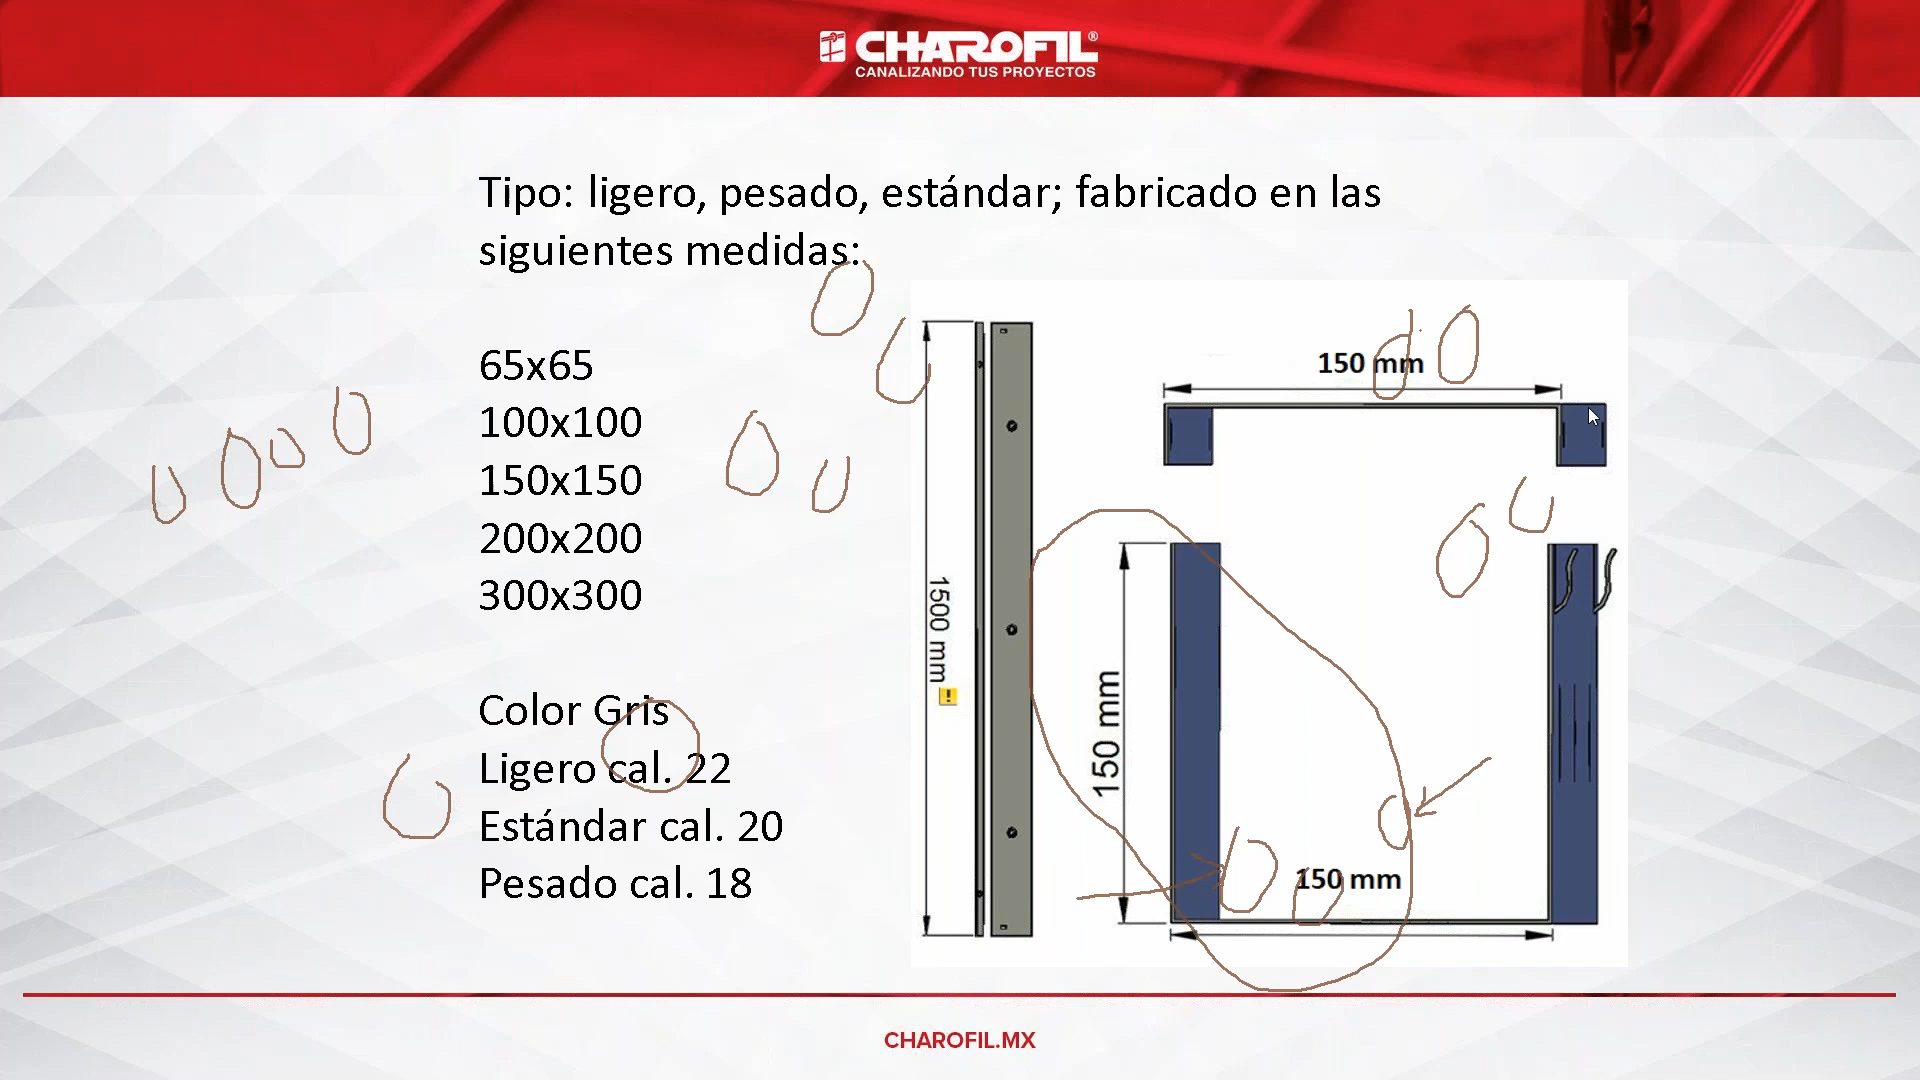 CHAROFIL®
CANALIZANDO TUS PROYECTOS
Tipo: ligero, pesado, estándar; fabricado en las
siguientes medidas:
65x65
100x100
150x150
200x200
300x300
Color Gris
Ligero cal. 22
Estándar cal. 20
Pesado cal. 18
1500 mm
150 mm
150 mm
150 mm
CHAROFIL.MX